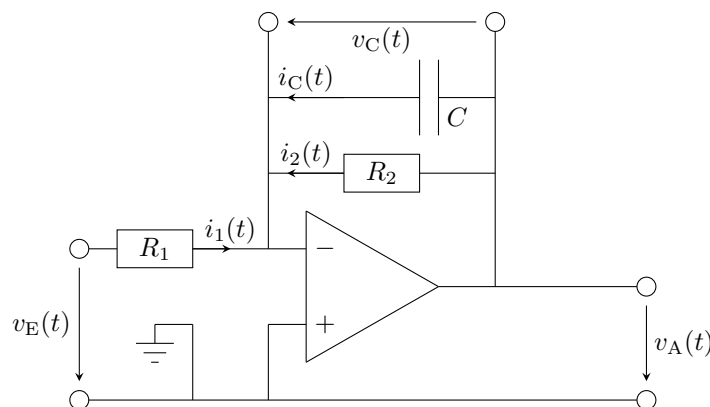 v_C(t)
i_C(t)
C
i_2(t)
R_2
R_1
i_1(t)
−
+
v_E(t)
v_A(t)